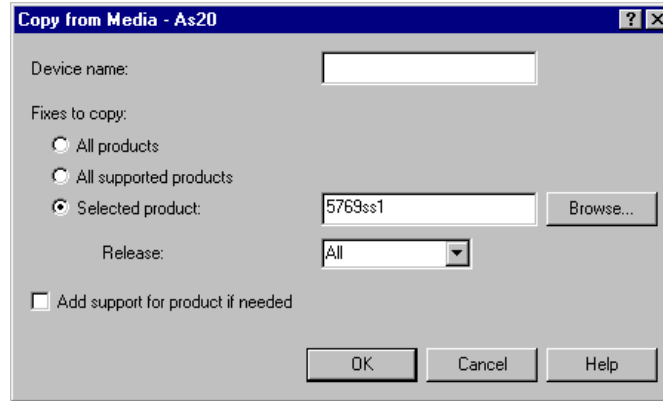 Copy from Media - As20
Device name:
Fixes to copy:
All products
All supported products
Selected product: 5769ss1 Browse...
Release: All
Add support for product if needed
OK Cancel Help